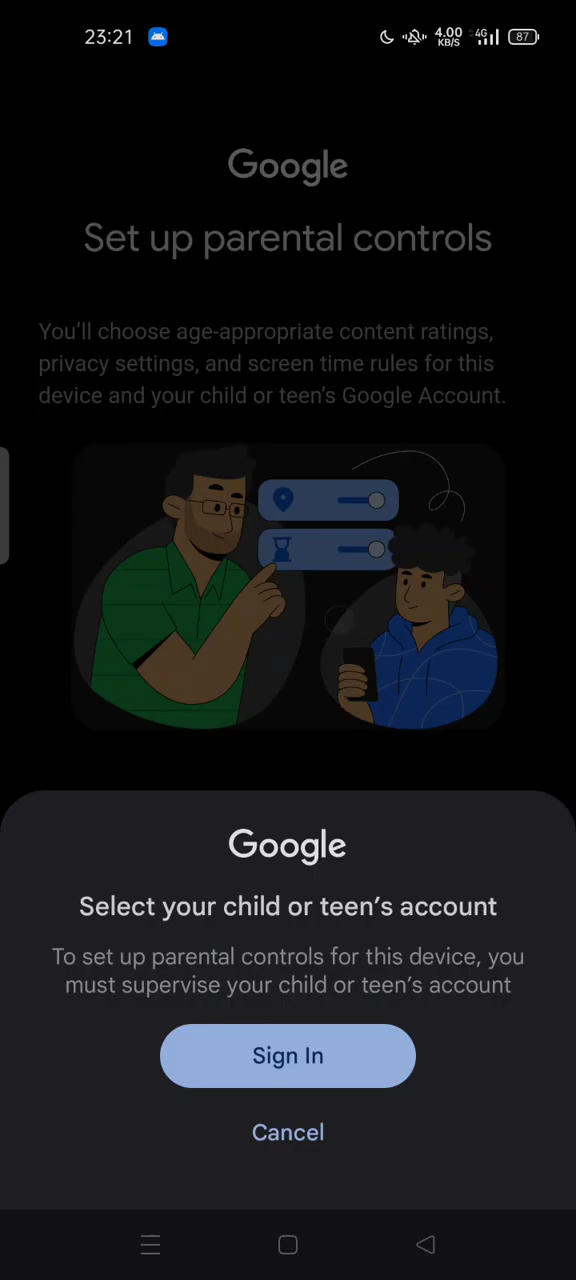 23:21
4.00
KB/S
4G
87
Google
Set up parental controls
You’ll choose age-appropriate content ratings,
privacy settings, and screen time rules for this
device and your child or teen’s Google Account.
Google
Select your child or teen’s account
To set up parental controls for this device, you
must supervise your child or teen’s account
Sign In
Cancel